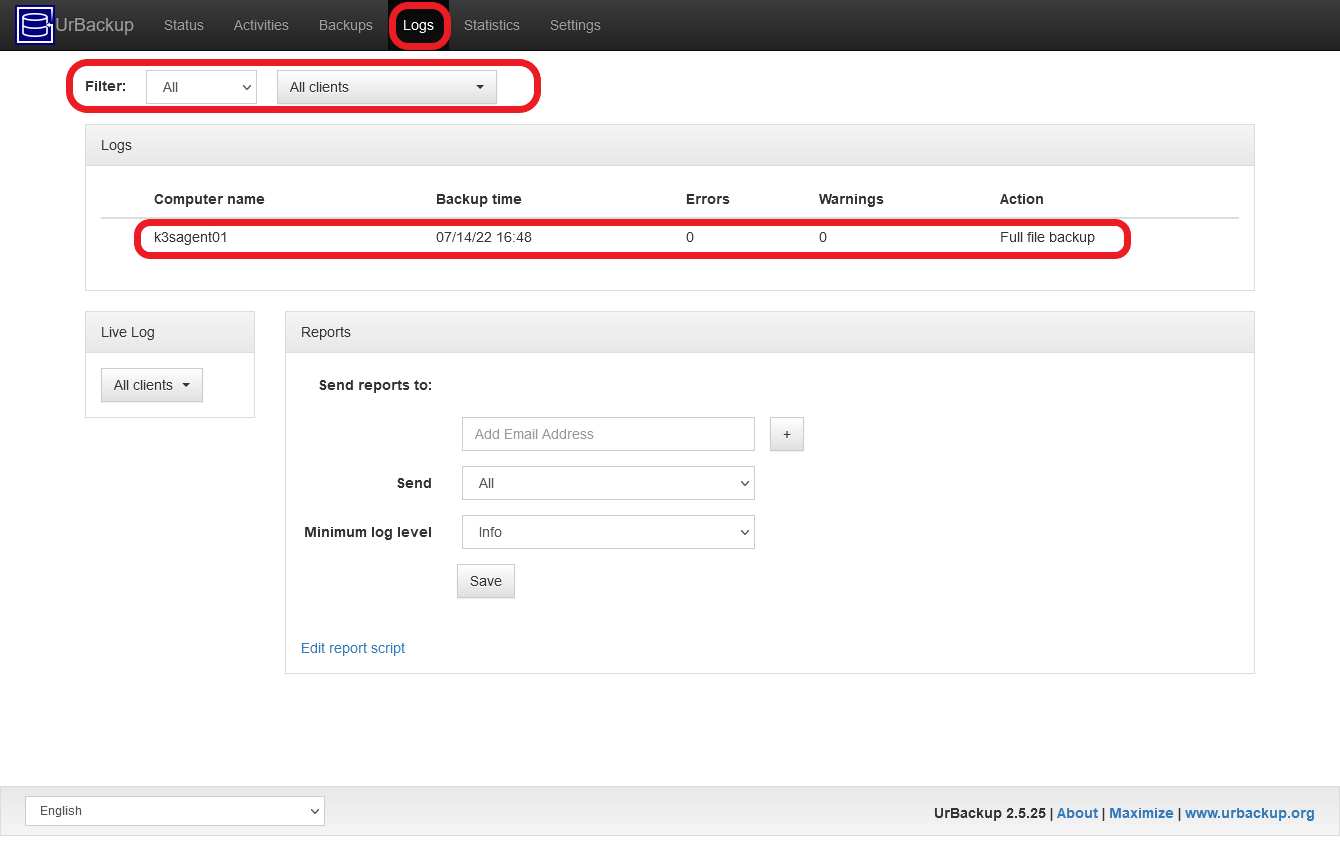 UrBackup Status Activities Backups Logs Statistics Settings
Filter: All All clients
Logs
Computer name Backup time Errors Warnings Action
k3sagent01 07/14/22 16:48 0 0 Full file backup
Live Log
All clients
Reports
Send reports to:
Add Email Address +
Send All
Minimum log level Info
Save
Edit report script
English
UrBackup 2.5.25 | About | Maximize | www.urbackup.org